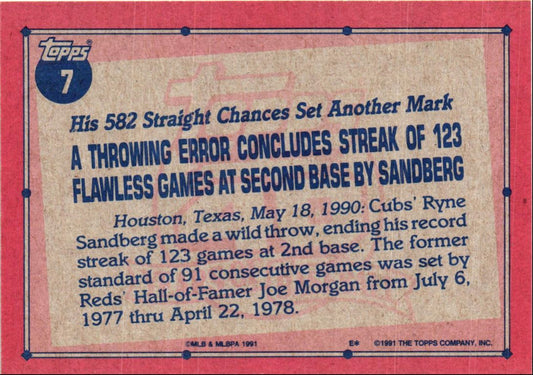 Topps®
7
His 582 Straight Chances Set Another Mark
A THROWING ERROR CONCLUDES STREAK OF 123
FLAWLESS GAMES AT SECOND BASE BY SANDBERG
Houston, Texas, May 18, 1990: Cubs' Ryne
Sandberg made a wild throw, ending his record
streak of 123 games at 2nd base. The former
standard of 91 consecutive games was set by
Reds' Hall-of-Famer Joe Morgan from July 6,
1977 thru April 22, 1978.
©MLB & MLBPA 1991 E* ©1991 THE TOPPS COMPANY, INC.